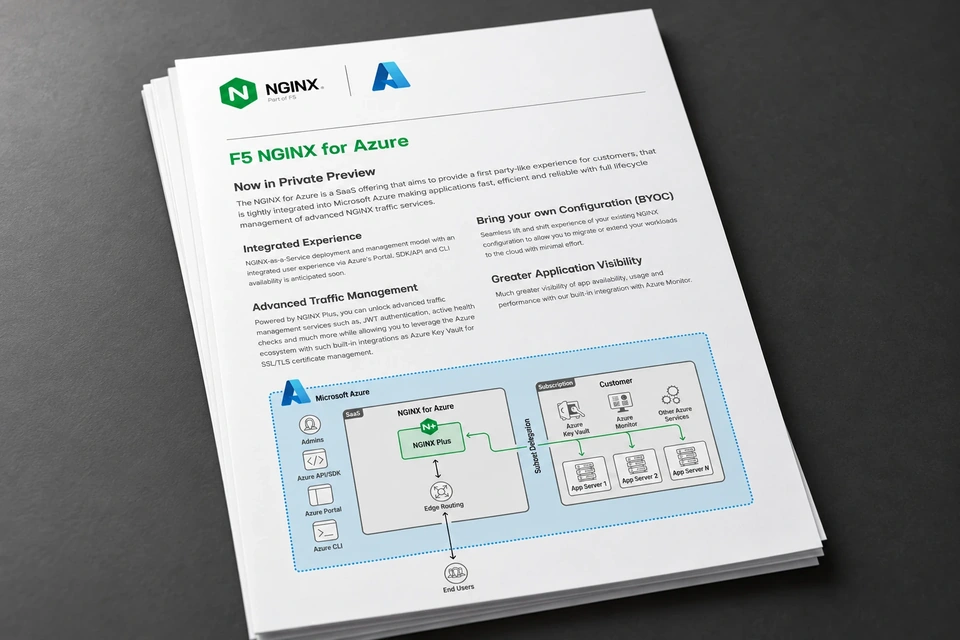 NGINX
Part of F5
F5 NGINX for Azure
Now in Private Preview
The NGINX for Azure is a SaaS offering that aims to provide a first party-like experience for customers, that
is tightly integrated into Microsoft Azure making applications fast, efficient and reliable with full lifecycle
management of advanced NGINX traffic services.
Integrated Experience
NGINX-as-a-Service deployment and management model with an
integrated user experience via Azure's Portal, SDK/API and CLI
availability is anticipated soon.
Advanced Traffic Management
Powered by NGINX Plus, you can unlock advanced traffic
management services such as, JWT authentication, active health
checks and much more while allowing you to leverage the Azure
ecosystem with such built-in integrations as Azure Key Vault for
SSL/TLS certificate management.
Bring your own Configuration (BYOC)
Seamless lift and shift experience of your existing NGINX
configuration to allow you to migrate or extend your workloads
to the cloud with minimal effort.
Greater Application Visibility
Much greater visibility of app availability, usage and
performance with our built-in integration with Azure Monitor.
Microsoft Azure
Admins
Azure API/SDK
Azure Portal
Azure CLI
SaaS
NGINX for Azure
N+
NGINX Plus
Edge Routing
End Users
Subnet Delegation
Subscription
Customer
Azure
Key Vault
Azure
Monitor
Other Azure
Services
App Server 1
App Server 2
App Server N